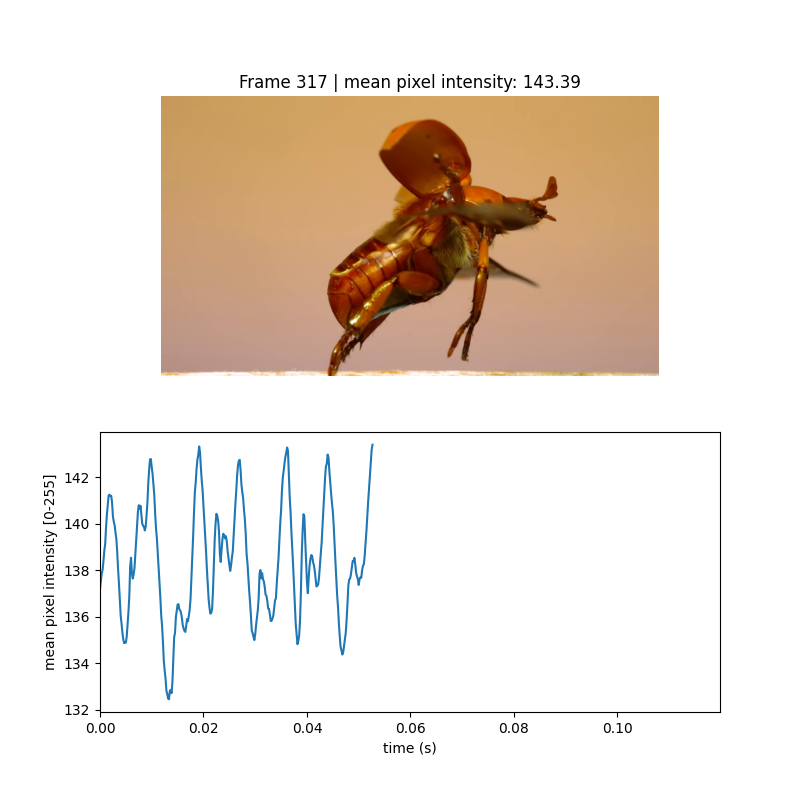 Frame 317 | mean pixel intensity: 143.39
142
140
138
136
134
132
mean pixel intensity [0-255]
0.00 0.02 0.04 0.06 0.08 0.10
time (s)